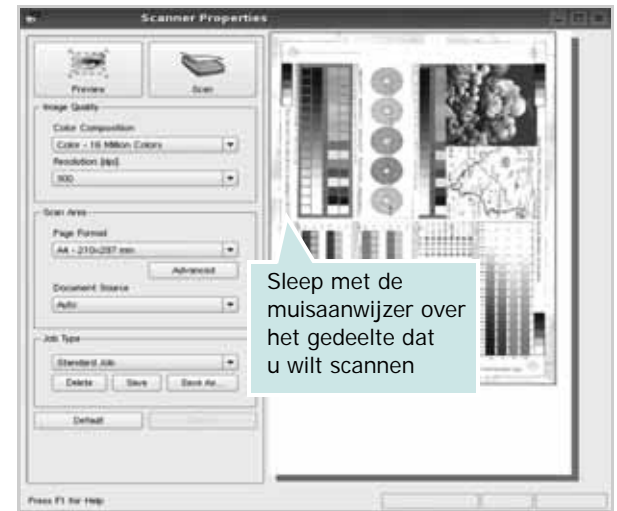 Scanner Properties
Preview
Scan
Image Quality
Color Composition
Color - 16 Million Colors
Resolution [dpi]
300
Scan Area
Page Format
A4 - 210x297 mm
Advanced
Document Source
Auto
Job Type
Standard Job
Delete
Save
Save As...
Default
Press F1 for Help
Sleep met de
muisaanwijzer over
het gedeelte dat
u wilt scannen